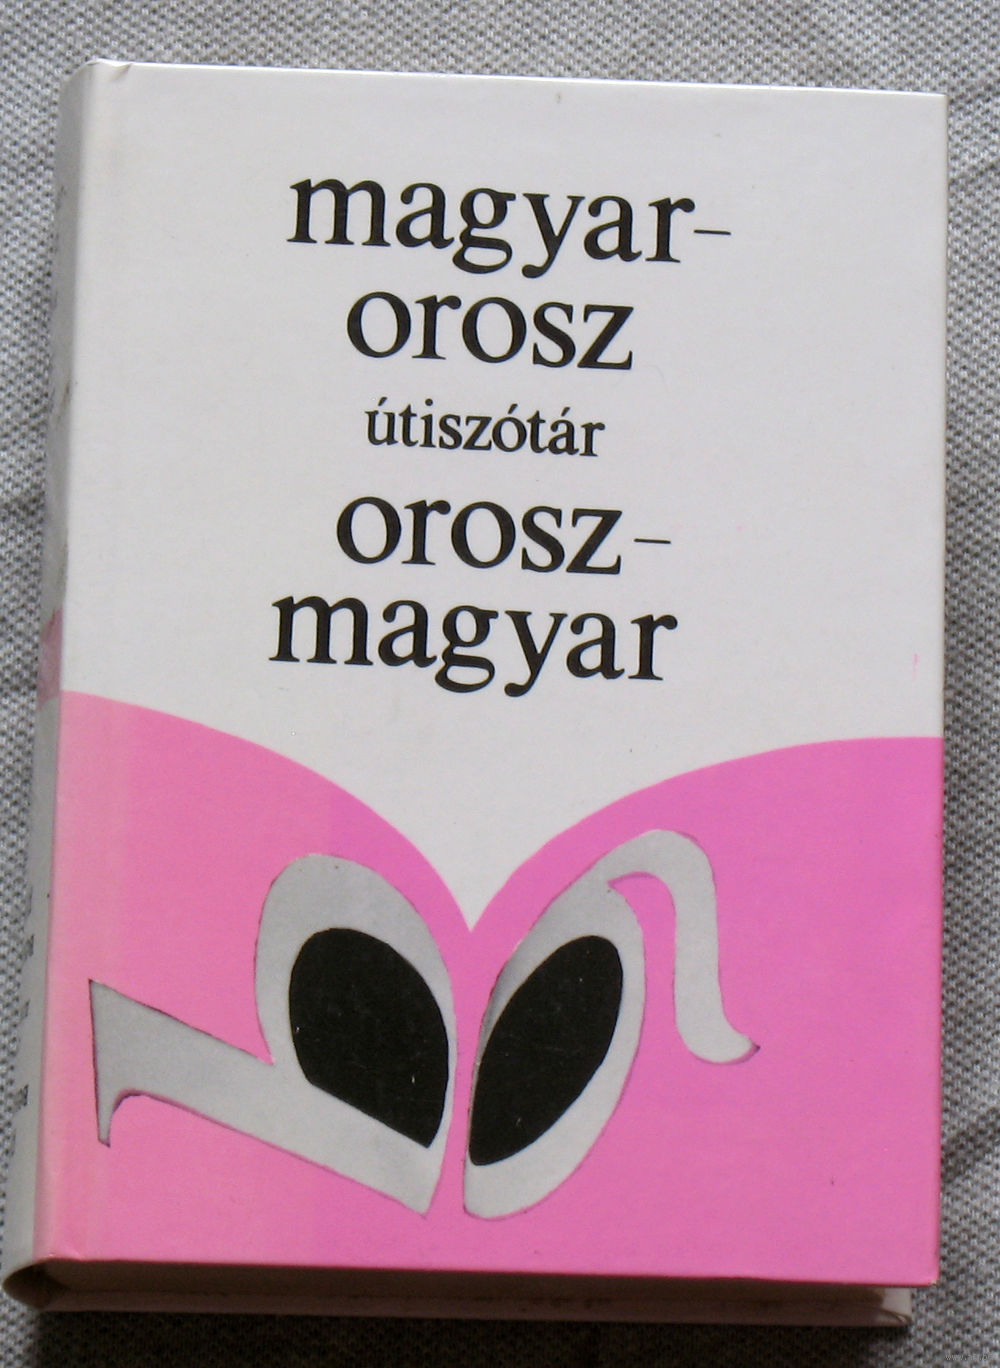 magyar–
orosz
útiszótár
orosz–
magyar